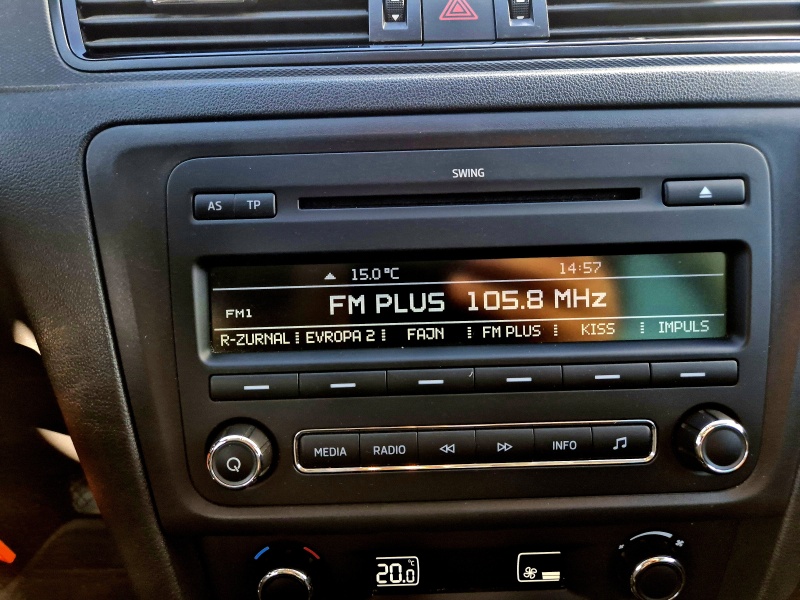 SWING
AS TP
15.0 °C 14:57
FM1 FM PLUS 105.8 MHz
R-ZURNAL EVROPA 2 FAJN FM PLUS KISS IMPULS
MEDIA RADIO INFO
20.0 °C